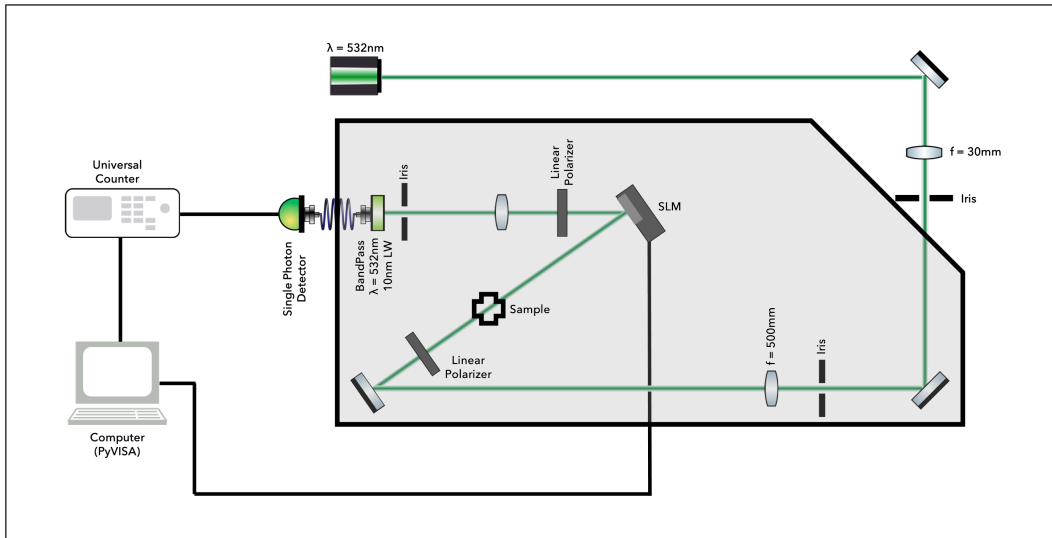 λ = 532nm
f = 30mm
Universal
Counter
Iris
Linear
Polarizer
Iris
SLM
Single Photon
Detector
BandPass
λ = 532nm
10nm LW
Sample
Linear
Polarizer
f = 500mm
Iris
Computer
(PyVISA)